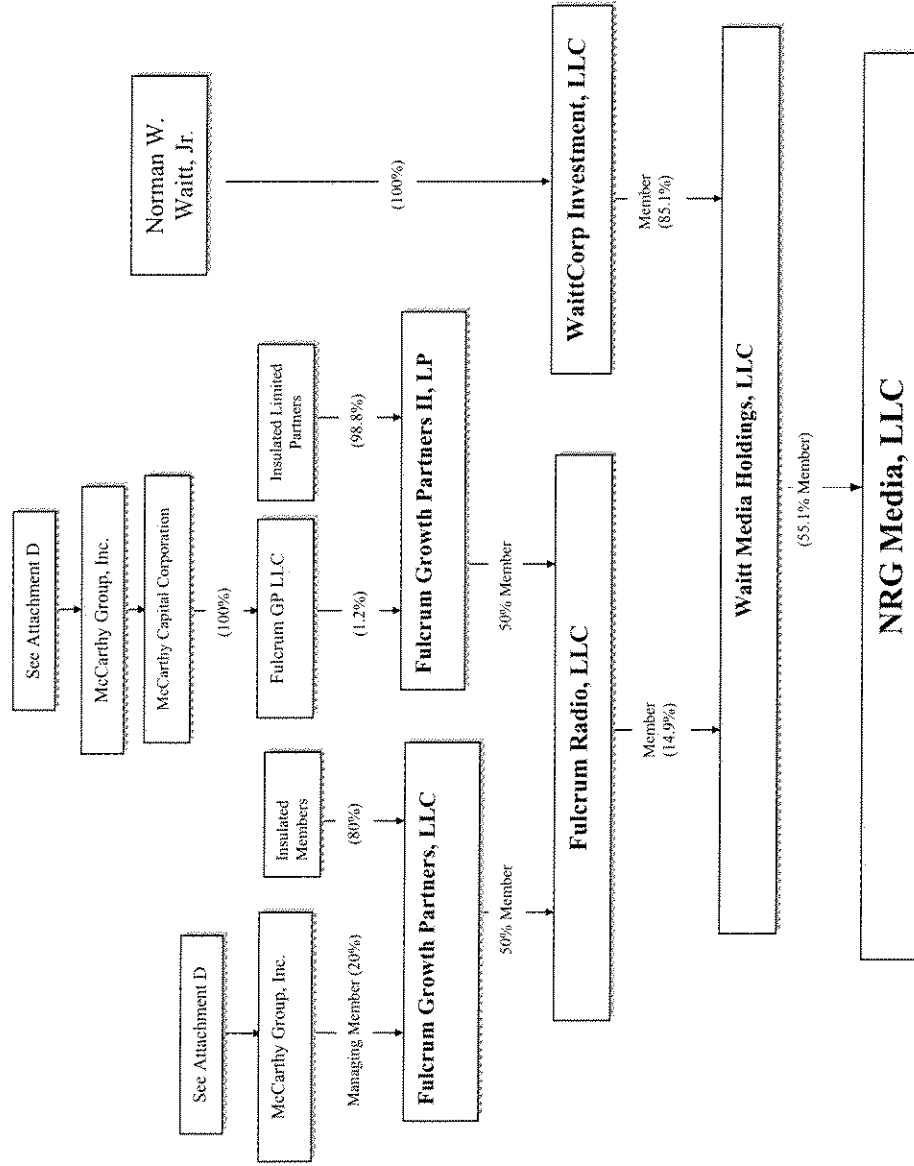 See Attachment D
McCarthy Group, Inc.
McCarthy Capital Corporation
(100%)
Norman W.
Waitt, Jr.
See Attachment D
McCarthy Group, Inc.
Managing Member (20%)
Insulated
Members
(80%)
Fulcrum GP LLC
(1.2%)
Insulated Limited
Partners
(98.8%)
(100%)
Fulcrum Growth Partners, LLC
50% Member
Fulcrum Growth Partners II, LP
50% Member
Fulcrum Radio, LLC
Member
(14.9%)
WaittCorp Investment, LLC
Member
(85.1%)
Waitt Media Holdings, LLC
(55.1% Member)
NRG Media, LLC